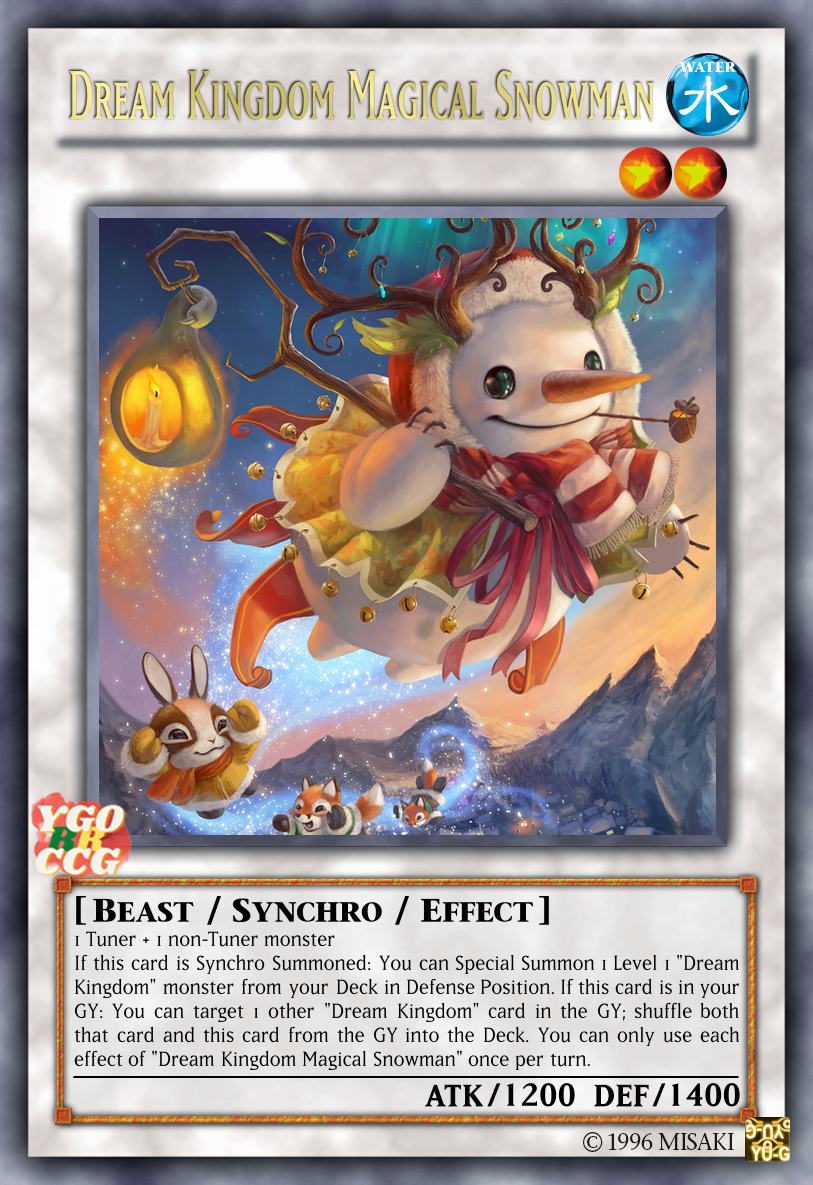 Dream Kingdom Magical Snowman
WATER
水
YGO
BR
CCG
[ Beast / Synchro / Effect ]
1 Tuner + 1 non-Tuner monster
If this card is Synchro Summoned: You can Special Summon 1 Level 1 "Dream
Kingdom" monster from your Deck in Defense Position. If this card is in your
GY: You can target 1 other "Dream Kingdom" card in the GY; shuffle both
that card and this card from the GY into the Deck. You can only use each
effect of "Dream Kingdom Magical Snowman" once per turn.
ATK/1200 DEF/1400
© 1996 MISAKI